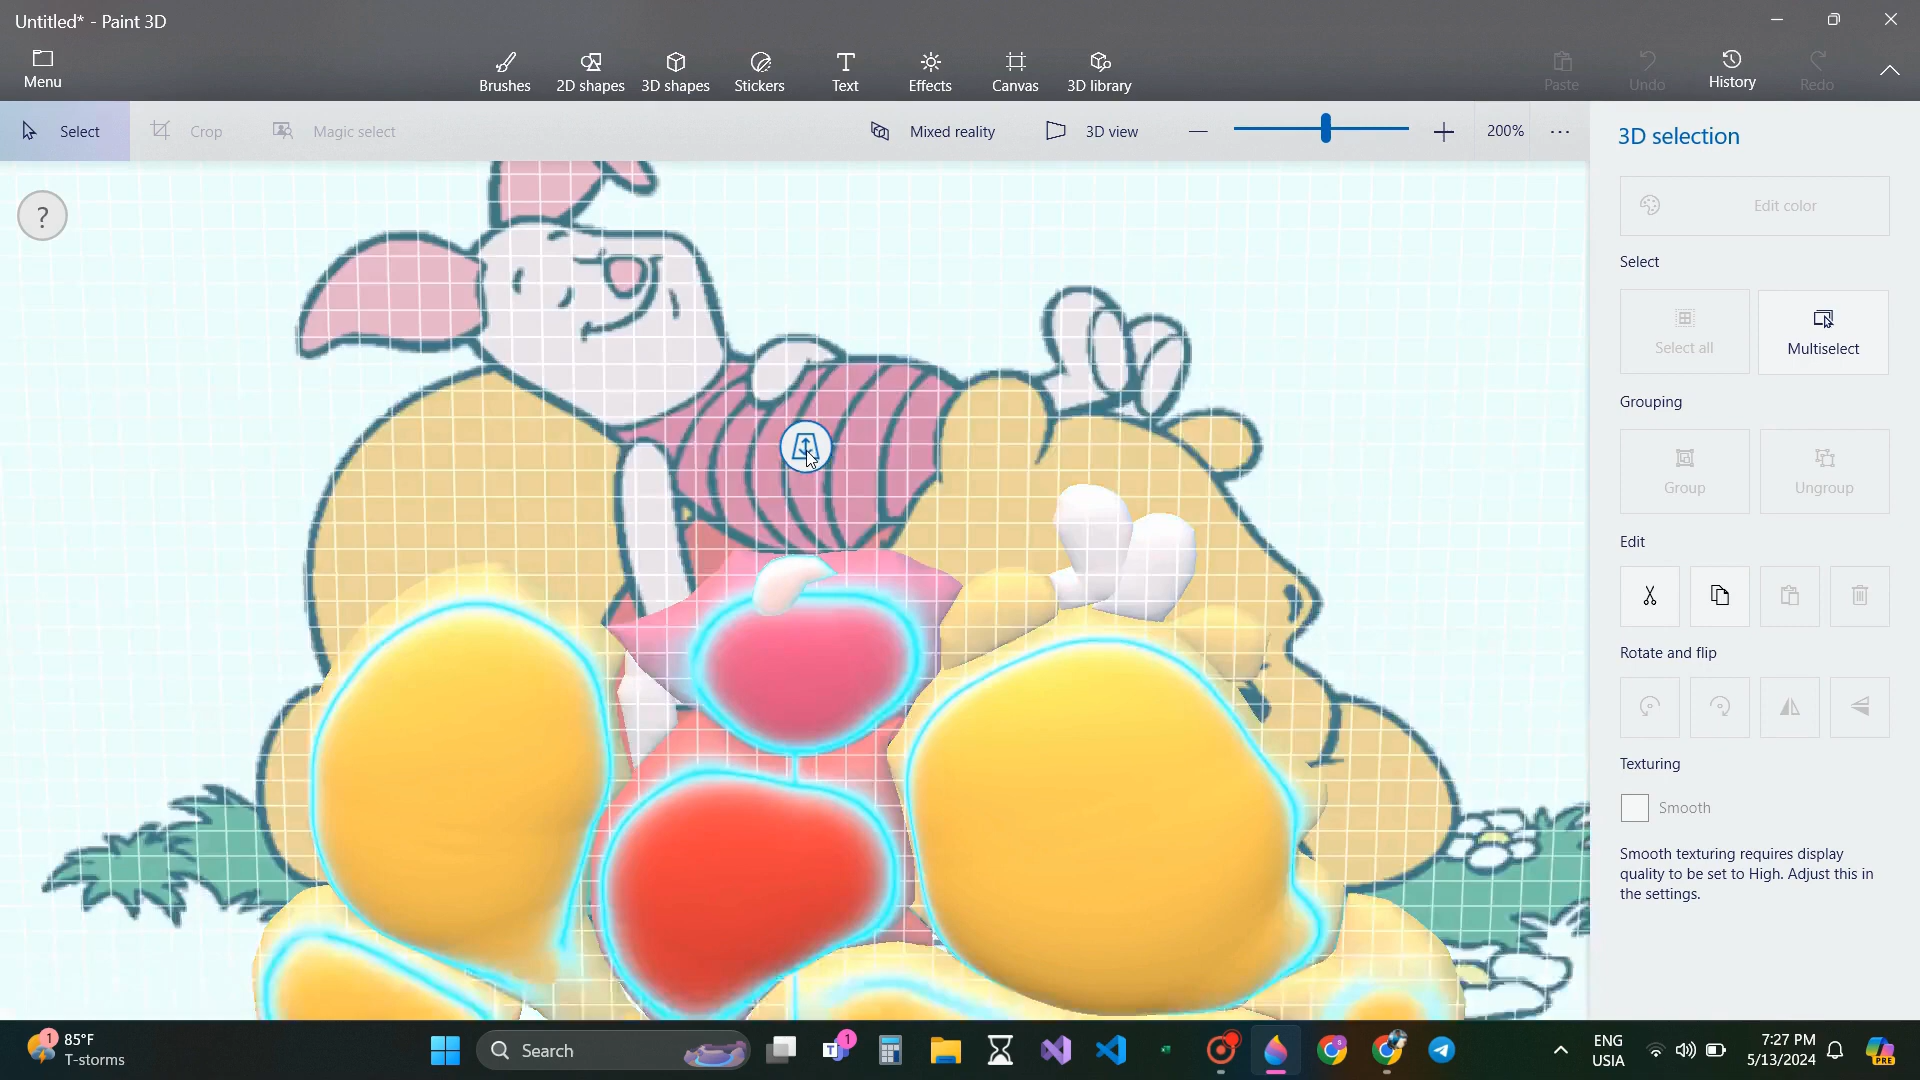 Untitled* - Paint 3D
Menu
Brushes
2D shapes
3D shapes
Stickers
Text
Effects
Canvas
3D library
Paste
Undo
History
Redo
Select
Crop
Magic select
Mixed reality
3D view
200%
?
3D selection
Edit color
Select
Select all
Multiselect
Grouping
Group
Ungroup
Edit
Rotate and flip
Texturing
Smooth
Smooth texturing requires display
quality to be set to High. Adjust this in
the settings.
1
85°F
T-storms
Search
1
ENG
USIA
7:27 PM
5/13/2024
PRE